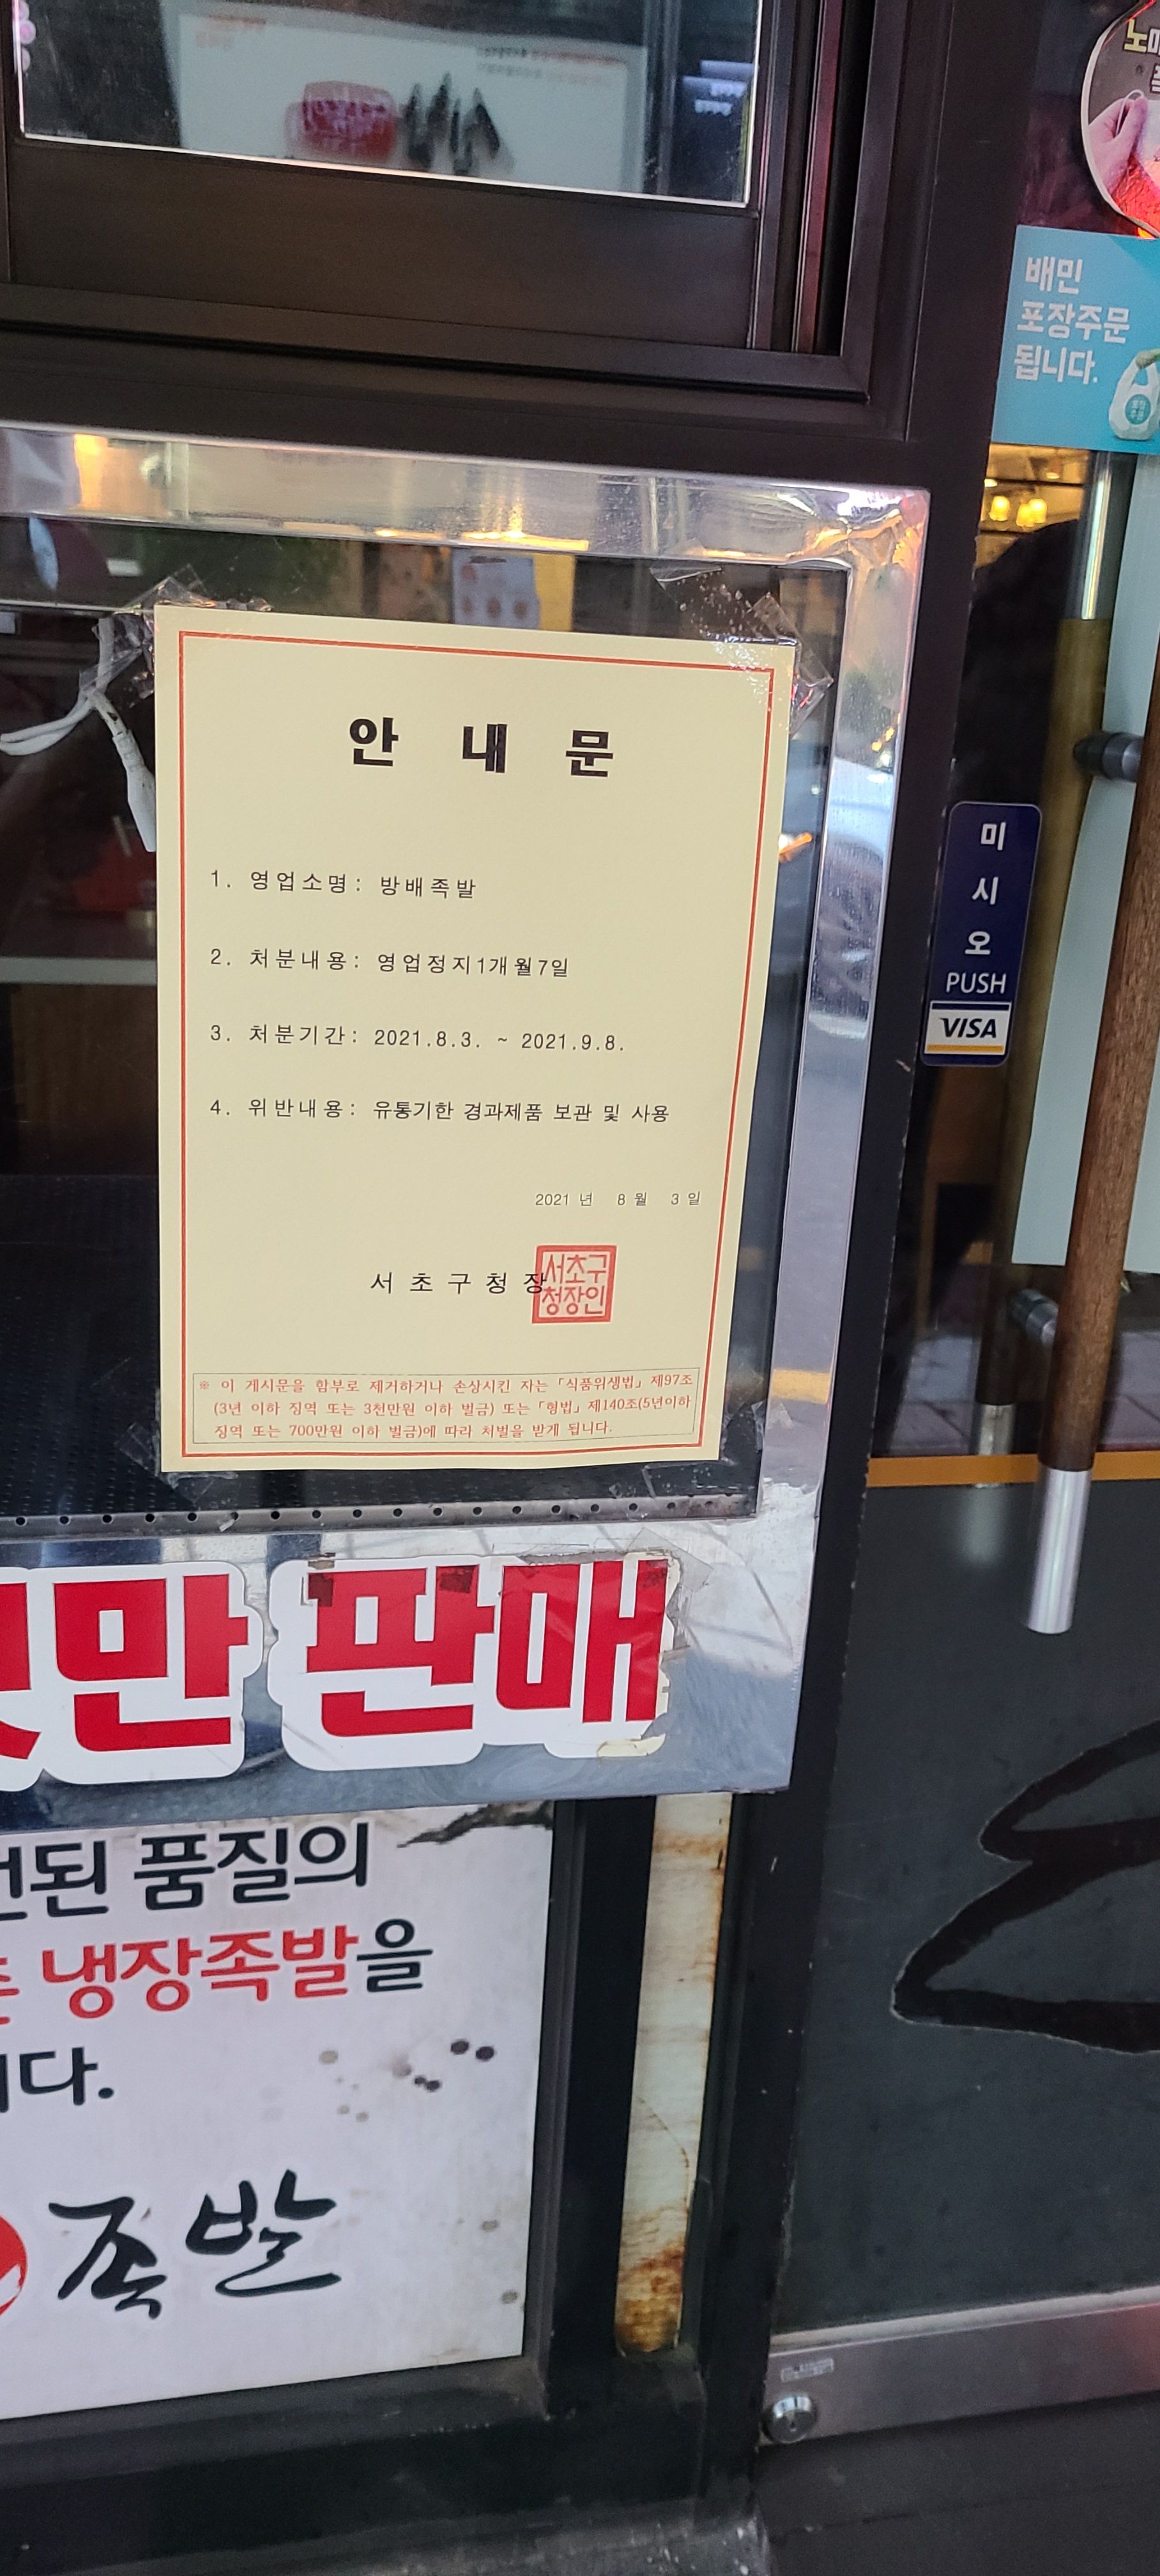 노
배민
포장주문
됩니다.
안 내 문
1. 영업소명: 방배족발
2. 처분내용: 영업정지1개월7일
3. 처분기간: 2021.8.3. ~ 2021.9.8.
4. 위반내용: 유통기한 경과제품 보관 및 사용
2021 년 8 월 3 일
서 초 구 청 장
서초구
청장인
※ 이 게시문을 함부로 제거하거나 손상시킨 자는 「식품위생법」 제97조
(3년 이하 징역 또는 3천만원 이하 벌금) 또는 「형법」 제140조(5년이하
징역 또는 700만원 이하 벌금)에 따라 처벌을 받게 됩니다.
미
시
오
PUSH
VISA
만 판매
된 품질의
냉장족발을
다.
족발